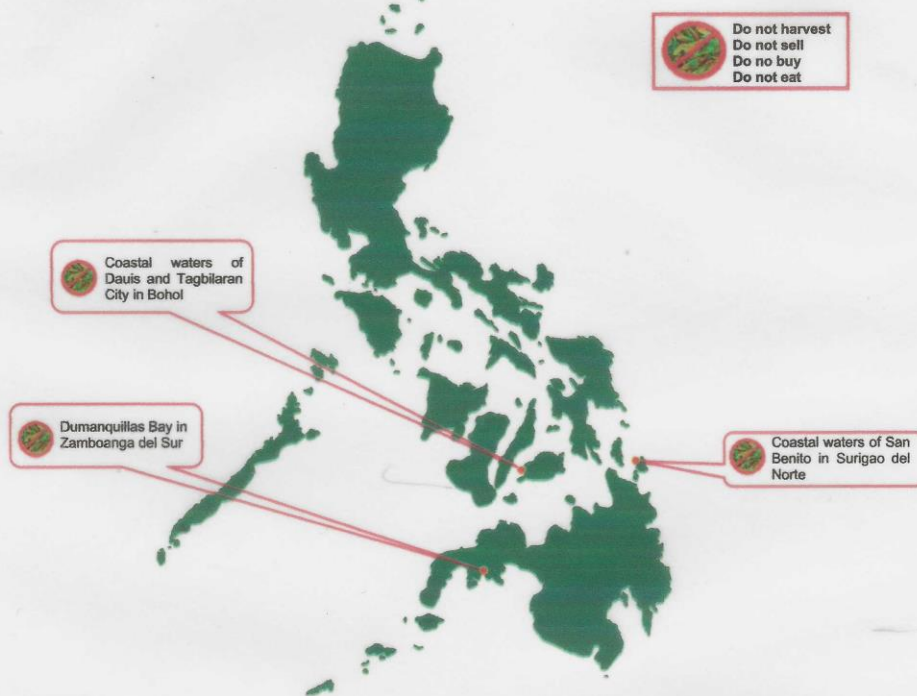 Do not harvest
Do not sell
Do no buy
Do not eat
Coastal waters of
Dauis and Tagbilaran
City in Bohol
Dumanquillas Bay in
Zamboanga del Sur
Coastal waters of San
Benito in Surigao del
Norte